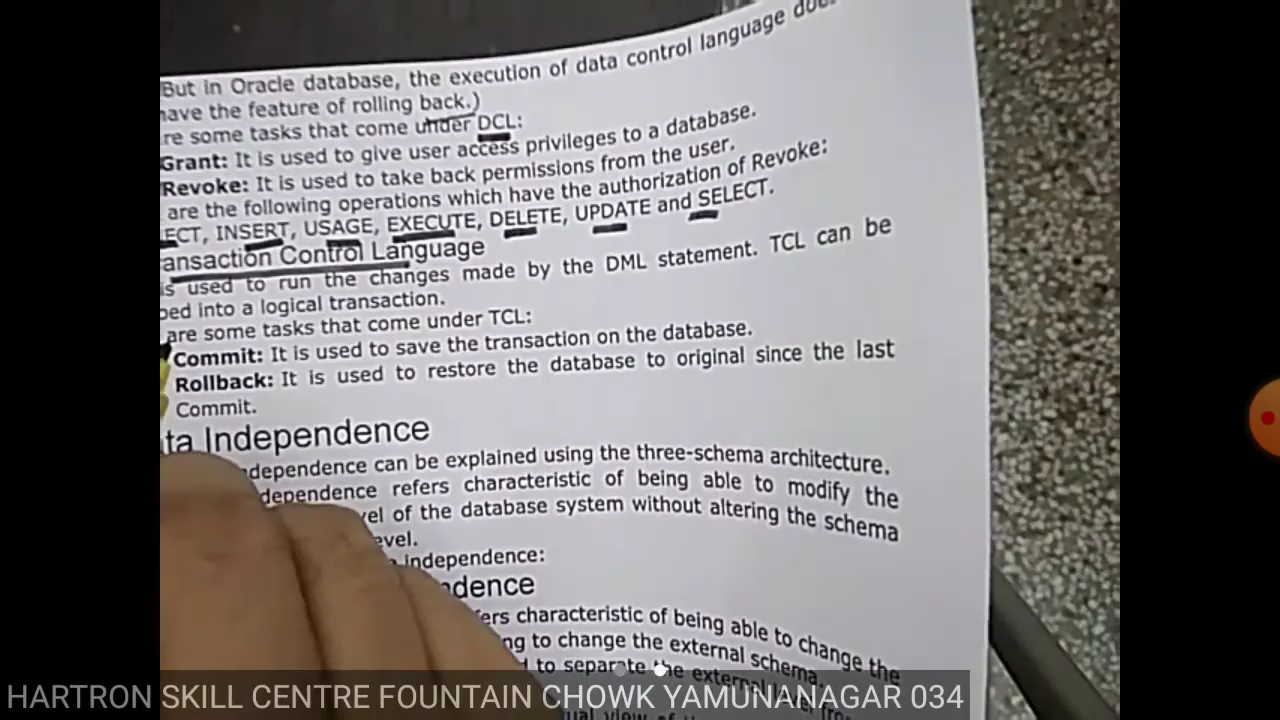 But in Oracle database, the execution of data control language
have the feature of rolling back.)
re some tasks that come under DCL:
Grant: It is used to give user access privileges to a database.
Revoke: It is used to take back permissions from the user.
are the following operations which have the authorization of Revoke:
ECT, INSERT, USAGE, EXECUTE, DELETE, UPDATE and SELECT.
ansaction Control Language
is used to run the changes made by the DML statement. TCL can be
ped into a logical transaction.
are some tasks that come under TCL:
Commit: It is used to save the transaction on the database.
Rollback: It is used to restore the database to original since the last
Commit.
ta Independence
dependence can be explained using the three-schema architecture.
dependence refers characteristic of being able to modify the
vel of the database system without altering the schema
evel.
independence:
dence
fers characteristic of being able to change the
ng to change the external schema.
to separate the external level
HARTRON SKILL CENTRE FOUNTAIN CHOWK YAMUNANAGAR 034